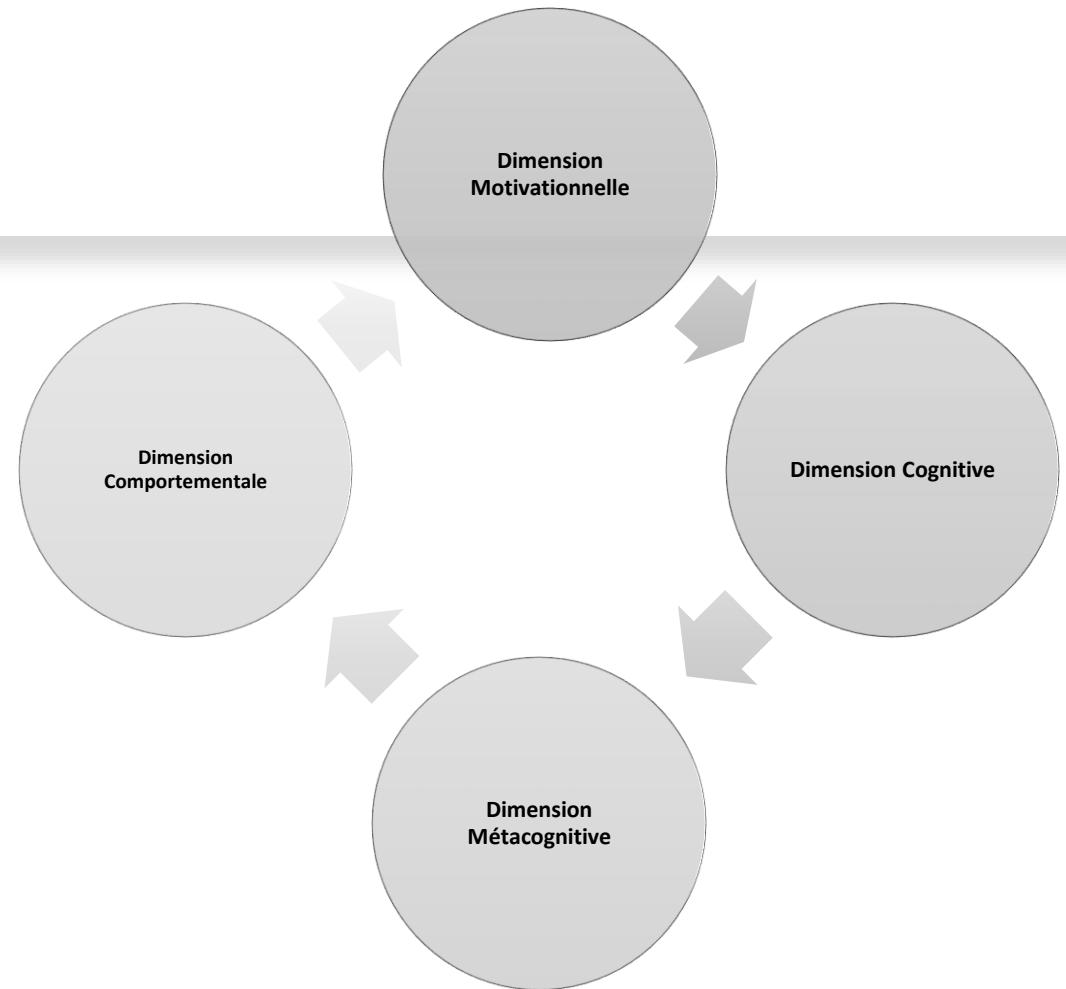 Dimension
Motivationnelle
Dimension Cognitive
Dimension
Métacognitive
Dimension
Comportementale